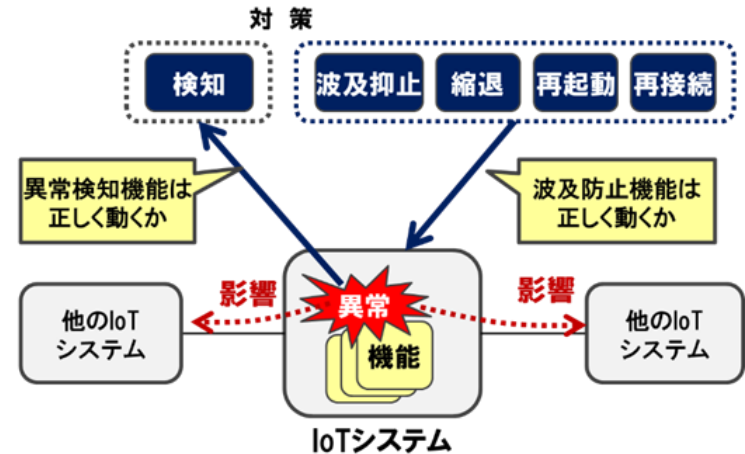 対 策
検知
波及抑止
縮退
再起動
再接続
異常検知機能は
正しく動くか
波及防止機能は
正しく動くか
影響
異常
影響
他のIoT
システム
機能
他のIoT
システム
IoTシステム